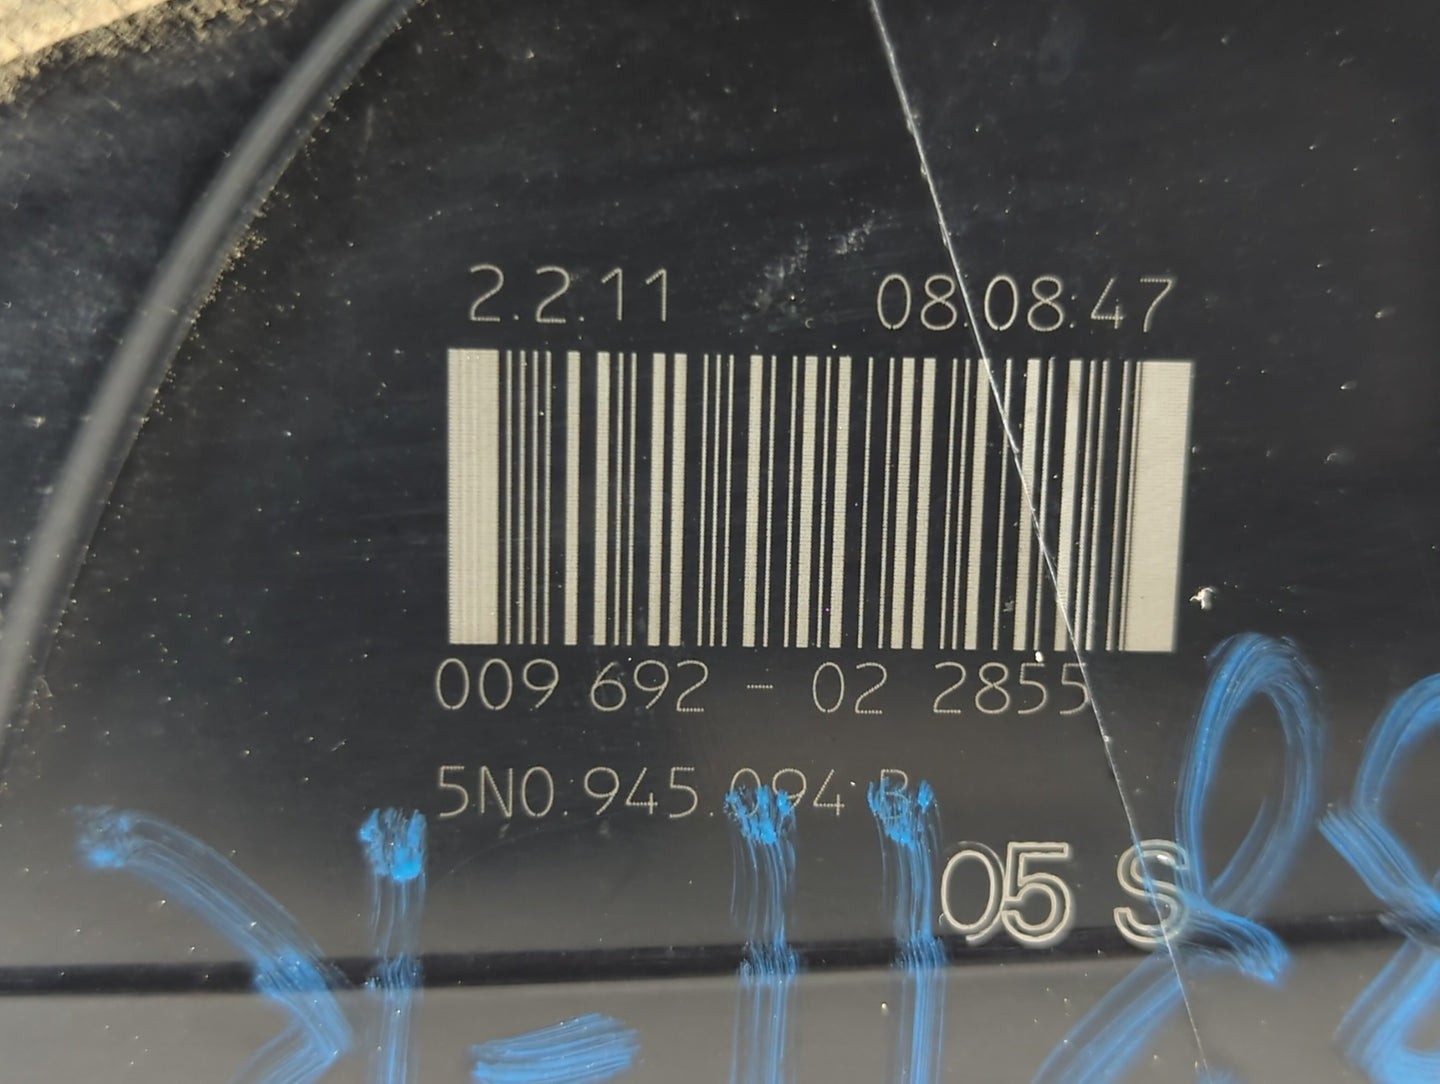 2.2.11 08:08:47
009 692 - 02 2855
5N0.945.094.B
05 S